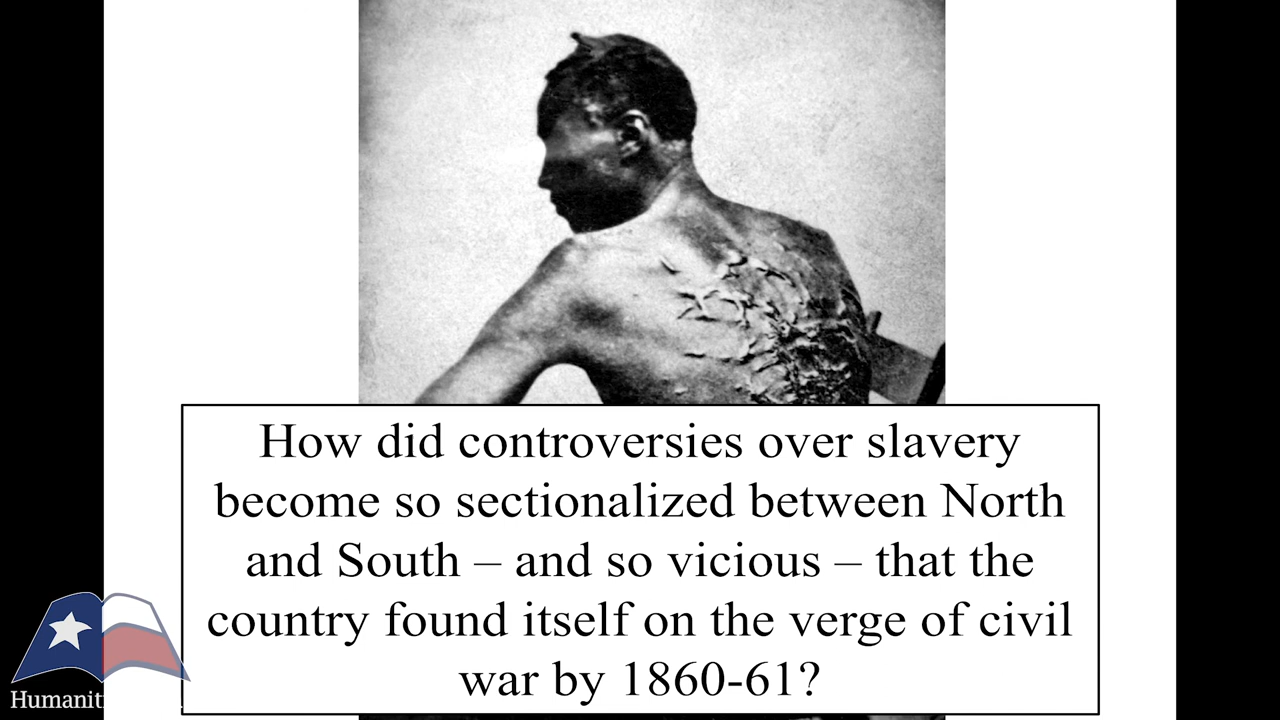 How did controversies over slavery
become so sectionalized between North
and South – and so vicious – that the
country found itself on the verge of civil
war by 1860-61?